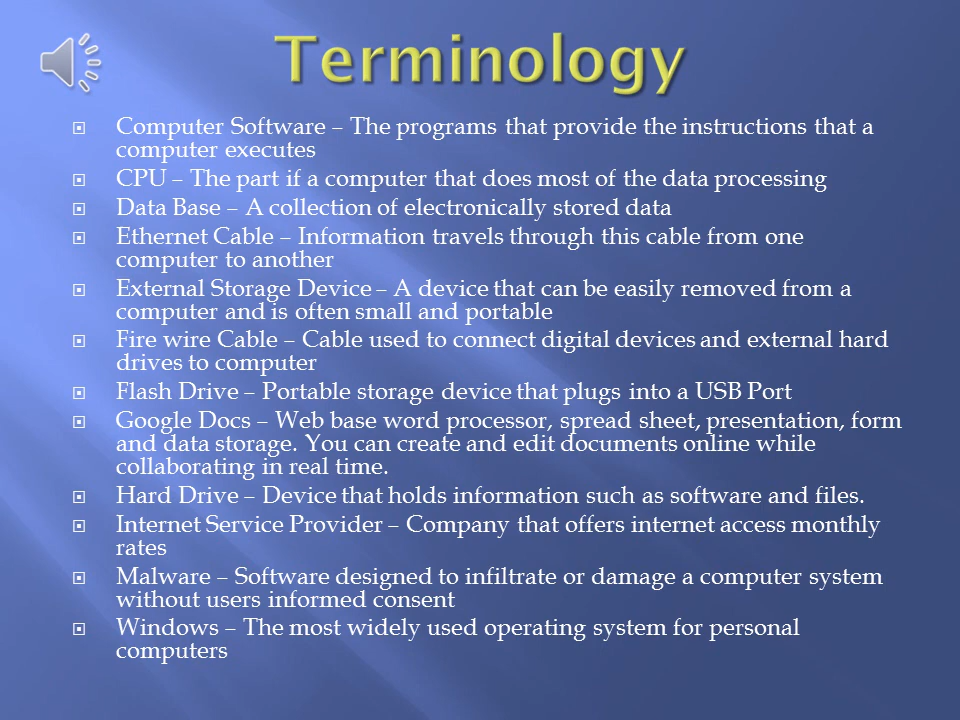 Terminology
Computer Software – The programs that provide the instructions that a
computer executes
CPU – The part if a computer that does most of the data processing
Data Base – A collection of electronically stored data
Ethernet Cable – Information travels through this cable from one
computer to another
External Storage Device – A device that can be easily removed from a
computer and is often small and portable
Fire wire Cable – Cable used to connect digital devices and external hard
drives to computer
Flash Drive – Portable storage device that plugs into a USB Port
Google Docs – Web base word processor, spread sheet, presentation, form
and data storage. You can create and edit documents online while
collaborating in real time.
Hard Drive – Device that holds information such as software and files.
Internet Service Provider – Company that offers internet access monthly
rates
Malware – Software designed to infiltrate or damage a computer system
without users informed consent
Windows – The most widely used operating system for personal
computers